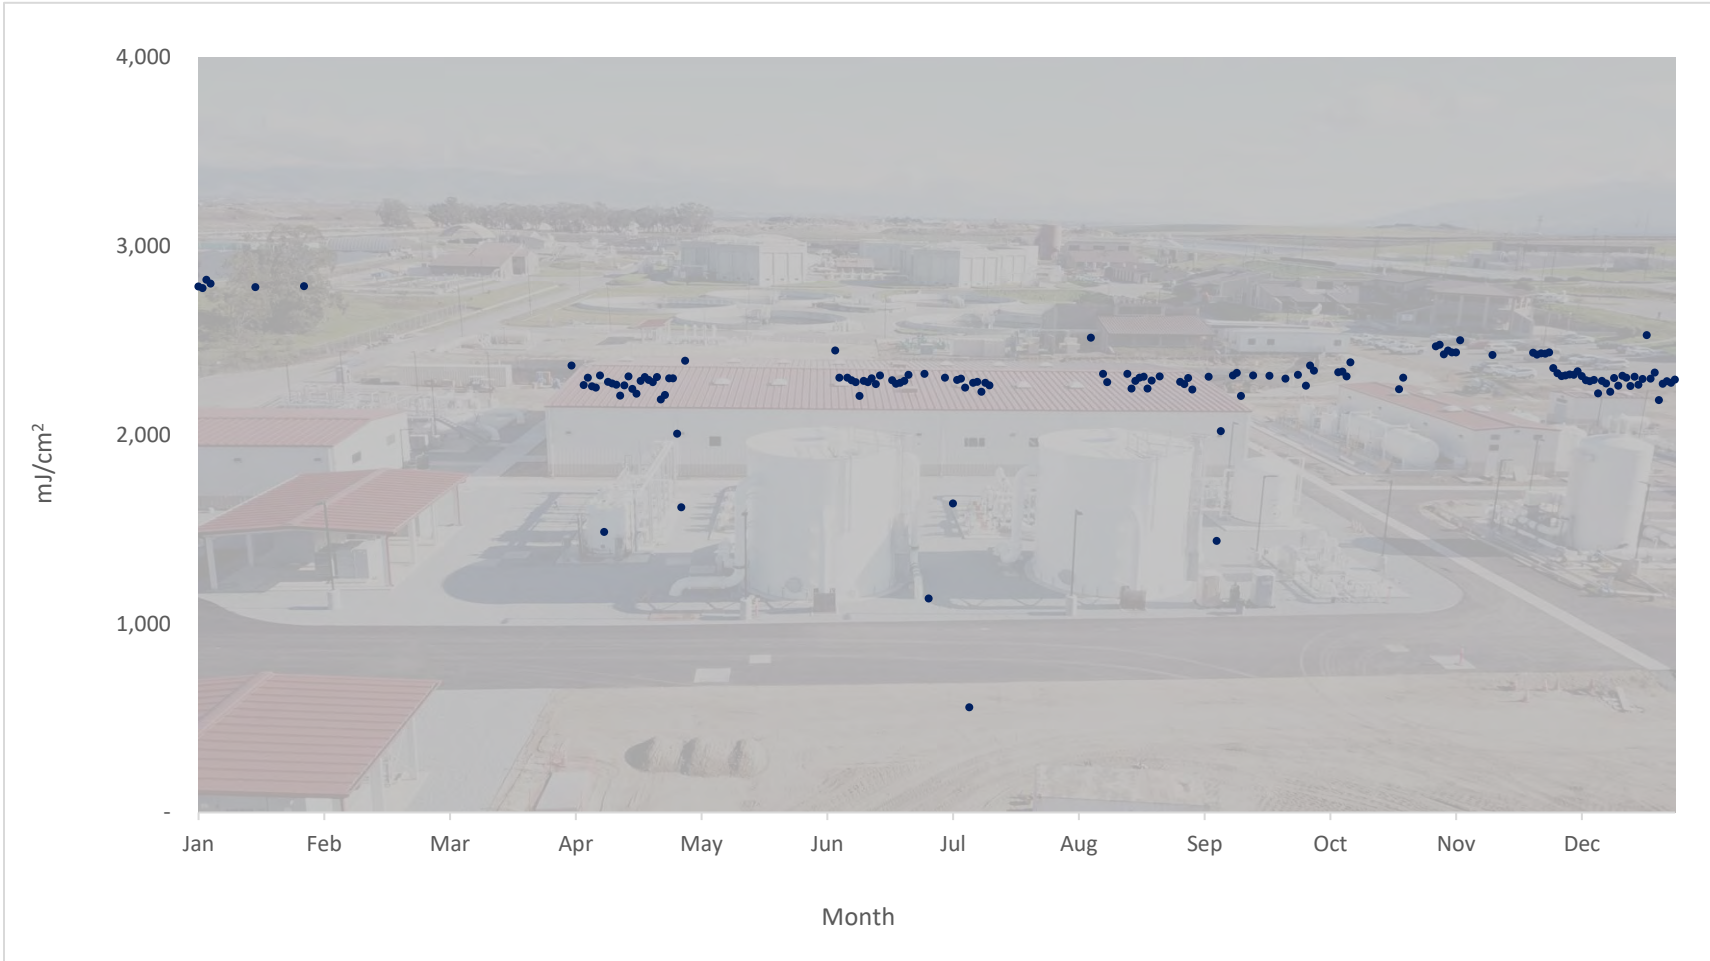 4,000
3,000
2,000
1,000
-
mJ/cm²
Jan Feb Mar Apr May Jun Jul Aug Sep Oct Nov Dec
Month